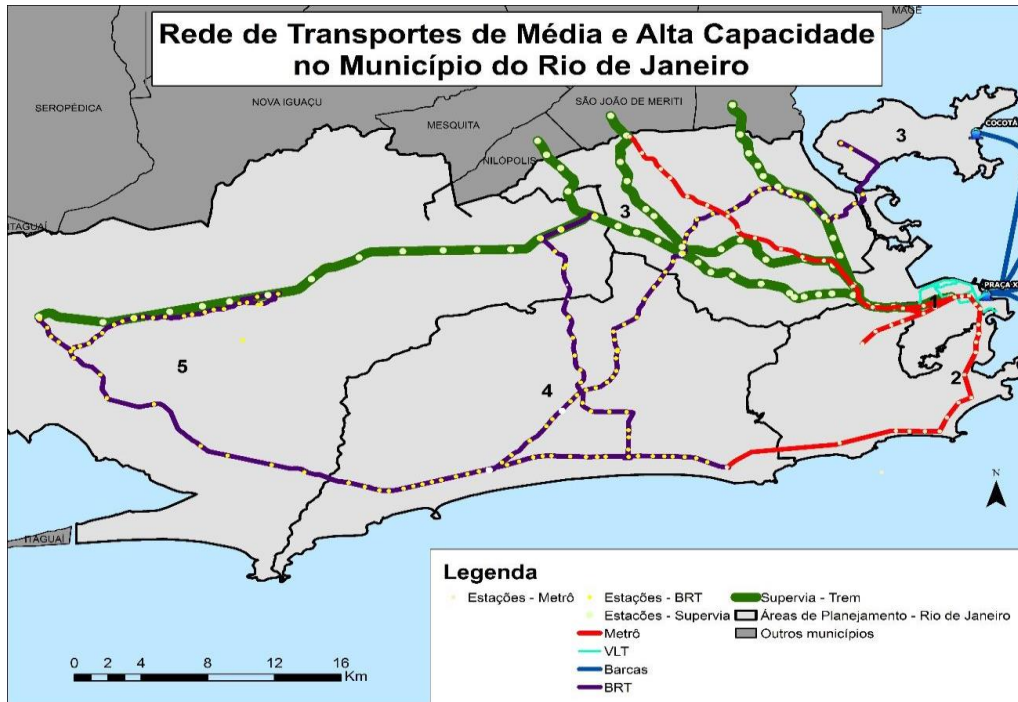 MAGÉ
Rede de Transportes de Média e Alta Capacidade
no Município do Rio de Janeiro
SEROPÉDICA
NOVA IGUAÇU
SÃO JOÃO DE MERITI
MESQUITA
NILÓPOLIS
COCOTÁ
3
3
ITAGUAÍ
PRAÇA X
1
5
4
2
N
ITAGUAÍ
Legenda
Estações - Metrô
Estações - BRT
Supervia - Trem
Estacões - Supervia
Áreas de Planejamento - Rio de Janeiro
Metrô
Outros municípios
VLT
Barcas
BRT
0 2 4 8 12 16
Km